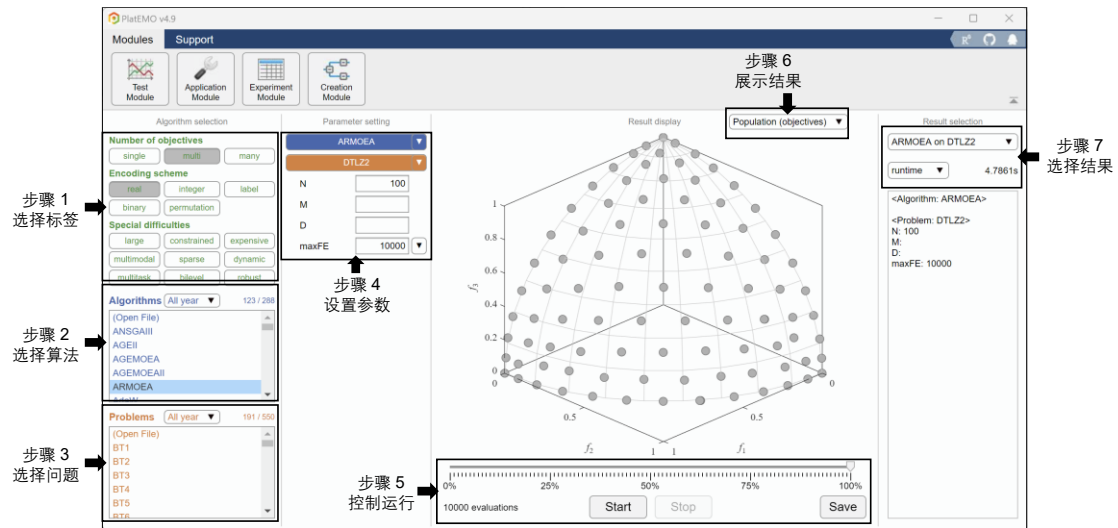 PlatEMO v4.9
Modules Support
Test Module
Application Module
Experiment Module
Creation Module
步骤 6
展示结果
Algorithm selection
Parameter setting
Result display
Population (objectives)
Result selection
步骤 1
选择标签
Number of objectives
single multi many
Encoding scheme
real integer label
binary permutation
Special difficulties
large constrained expensive
multimodal sparse dynamic
multitask bilevel robust
步骤 2
选择算法
Algorithms All year 123 / 288
(Open File)
ANSGAIII
AGEII
AGEMOEA
AGEMOEAII
ARMOEA
AdaW
步骤 3
选择问题
Problems All year 191 / 550
(Open File)
BT1
BT2
BT3
BT4
BT5
BT6
ARMOEA
DTLZ2
N 100
M
D
maxFE 10000
步骤 4
设置参数
1
0.8
0.6
0.4
0.2
0
f3
0
0
0.5
0.5
f2
1
1
f1
步骤 5
控制运行
0% 25% 50% 75% 100%
10000 evaluations
Start Stop Save
步骤 7
选择结果
ARMOEA on DTLZ2
runtime 4.7861s
<Algorithm: ARMOEA>
<Problem: DTLZ2>
N: 100
M:
D:
maxFE: 10000